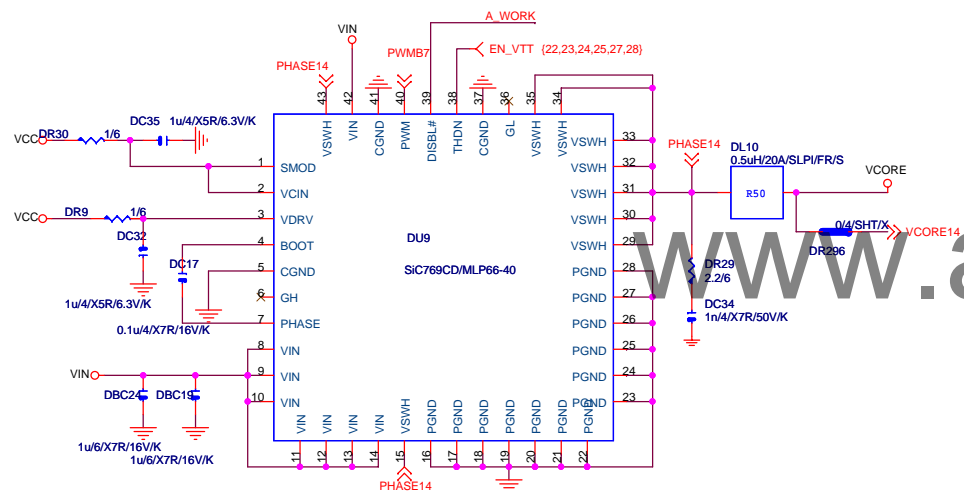 A_WORK
VIN
PWMB7
EN_VTT {22,23,24,25,27,28}
PHASE14
43 42 41 40 39 38 37 36 35 34
VSWH VIN CGND PWM DISBL# THDN CGND GL VSWH VSWH
DC35 1u/4/X5R/6.3V/K
VCC DR30 1/6
1 SMOD
2 VCIN
VCC DR9 1/6
3 VDRV
DC32
4 BOOT
DC17
5 CGND
6 GH
1u/4/X5R/6.3V/K
7 PHASE
0.1u/4/X7R/16V/K
8 VIN
VIN
9 VIN
DBC24 DBC19
10 VIN
1u/6/X7R/16V/K
1u/6/X7R/16V/K
DU9
SiC769CD/MLP66-40
VSWH 33
VSWH 32
VSWH 31
VSWH 30
VSWH 29
PGND 28
PGND 27
PGND 26
PGND 25
PGND 24
PGND 23
VIN VIN VIN VIN VSWH PGND PGND PGND PGND PGND PGND PGND
11 12 13 14 15 16 17 18 19 20 21 22
PHASE14
PHASE14
DL10
0.5uH/20A/SLPI/FR/S
R50
VCORE
0/4/SHT/X
VCORE14
DR296
DR29
2.2/6
DC34
1n/4/X7R/50V/K
www.a